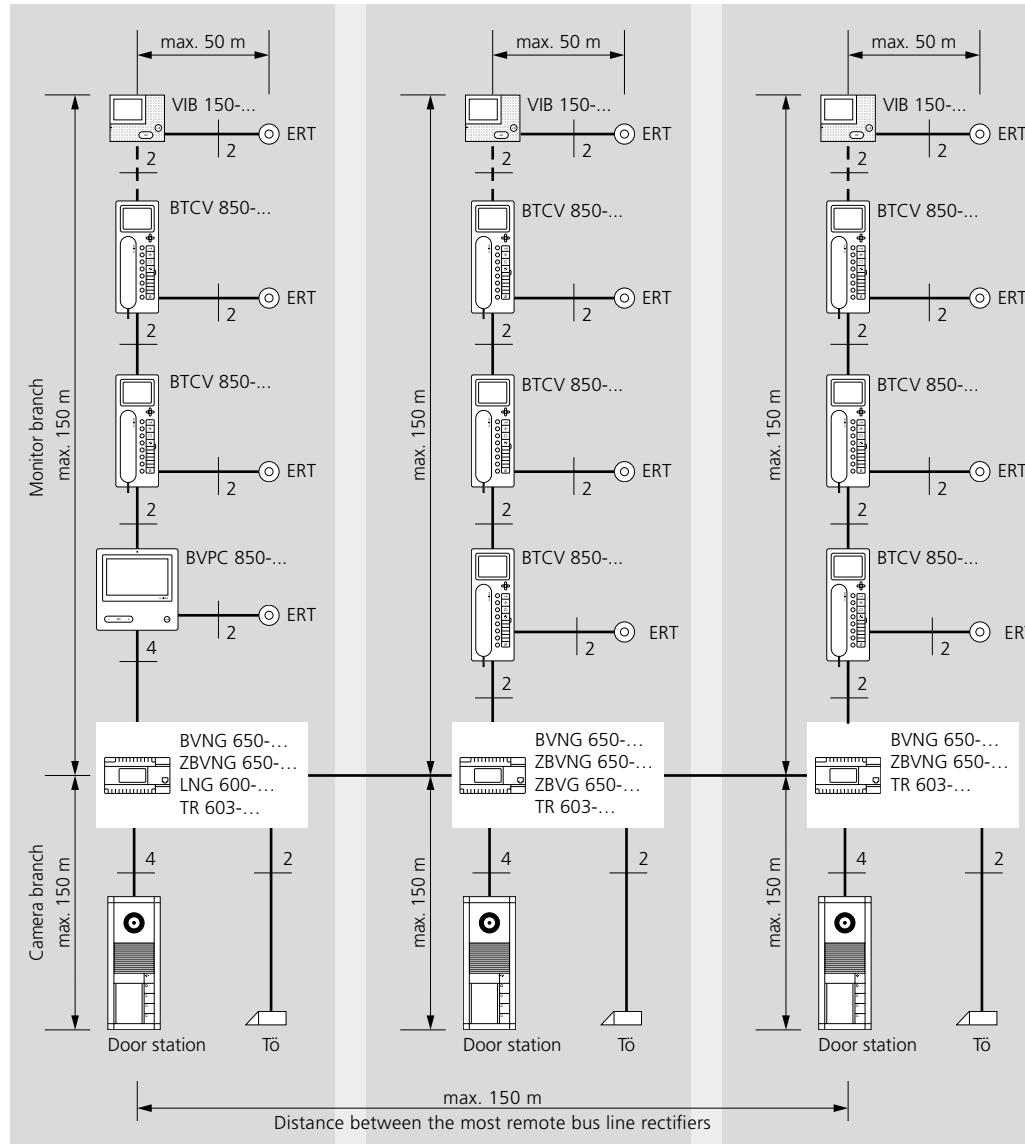 max. 50 m
max. 50 m
max. 50 m
VIB 150-...
VIB 150-...
VIB 150-...
ERT
ERT
ERT
2
2
2
2
2
2
BTCV 850-...
BTCV 850-...
BTCV 850-...
ERT
ERT
ERT
2
2
2
2
2
2
BTCV 850-...
BTCV 850-...
BTCV 850-...
Monitor branch
max. 150 m
max. 150 m
max. 150 m
ERT
ERT
ERT
2
2
2
2
2
2
BVPC 850-...
BTCV 850-...
BTCV 850-...
ERT
ERT
ERT
2
2
2
4
2
2
BVNG 650-...
ZBVNG 650-...
LNG 600-...
TR 603-...
BVNG 650-...
ZBVNG 650-...
ZBVG 650-...
TR 603-...
BVNG 650-...
ZBVNG 650-...
TR 603-...
Camera branch
max. 150 m
max. 150 m
max. 150 m
4
2
4
2
4
2
Door station
Tö
Door station
Tö
Door station
Tö
max. 150 m
Distance between the most remote bus line rectifiers